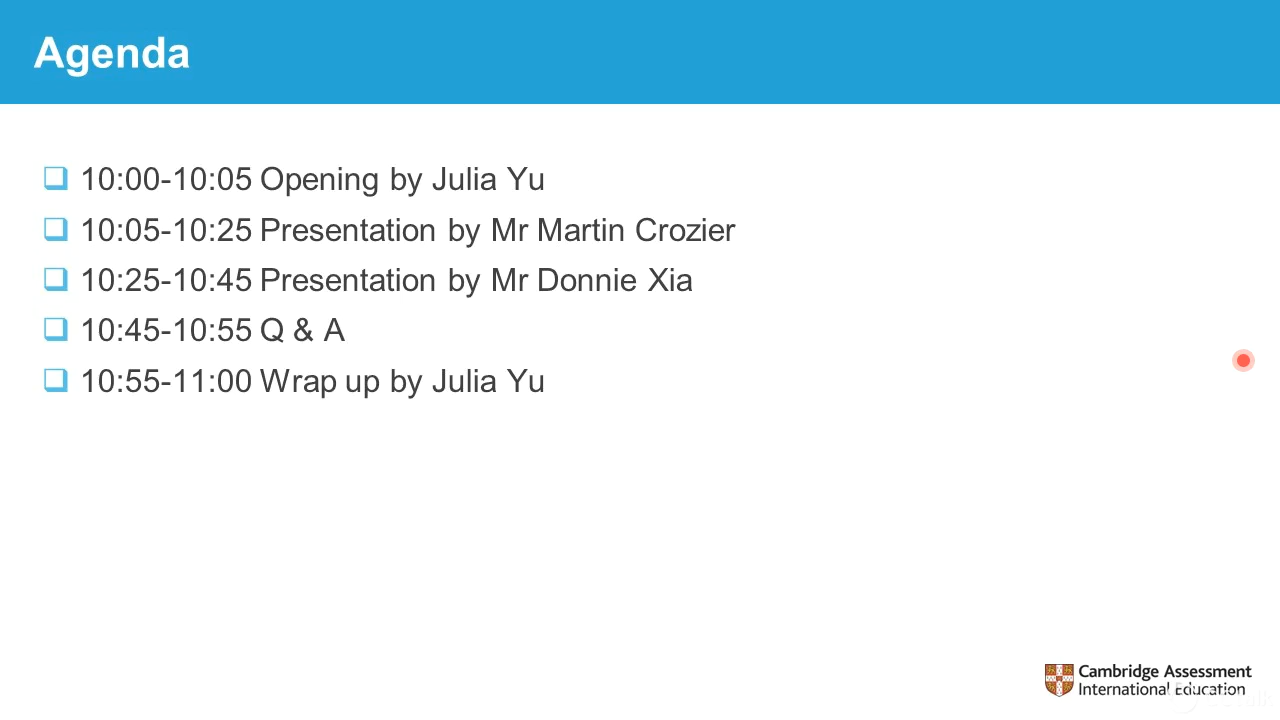 Agenda
10:00-10:05 Opening by Julia Yu
10:05-10:25 Presentation by Mr Martin Crozier
10:25-10:45 Presentation by Mr Donnie Xia
10:45-10:55 Q & A
10:55-11:00 Wrap up by Julia Yu
Cambridge Assessment
International Education